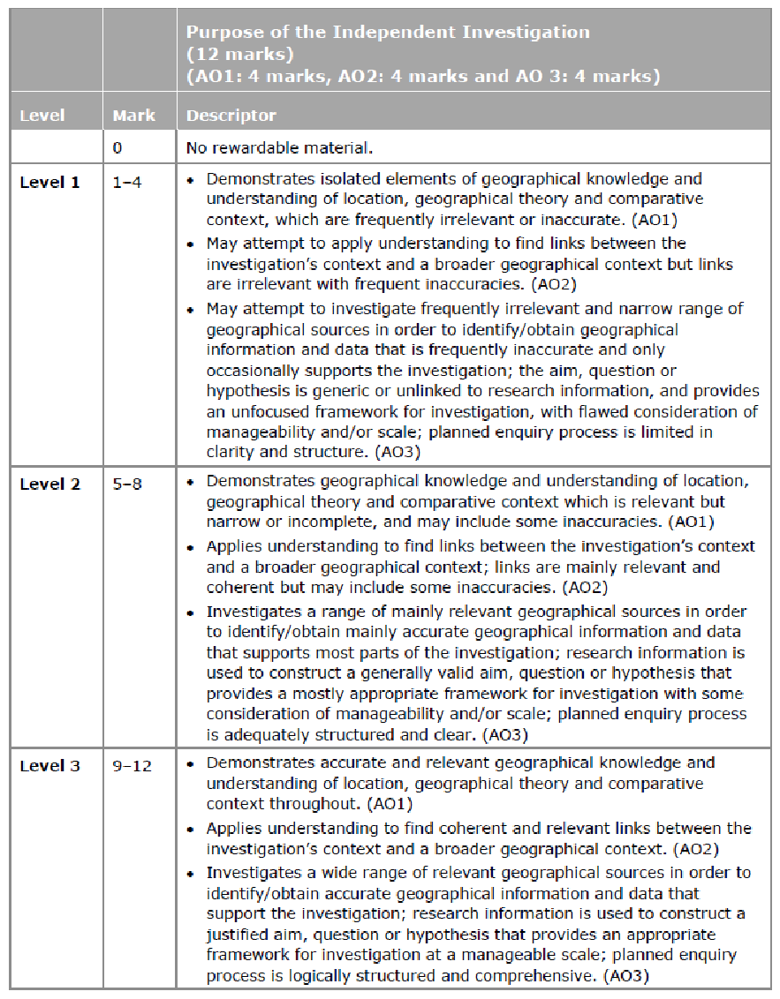 Purpose of the Independent Investigation
(12 marks)
(AO1: 4 marks, AO2: 4 marks and AO 3: 4 marks)
Level Mark Descriptor
0 No rewardable material.
Level 1 1–4 • Demonstrates isolated elements of geographical knowledge and
understanding of location, geographical theory and comparative
context, which are frequently irrelevant or inaccurate. (AO1)
• May attempt to apply understanding to find links between the
investigation’s context and a broader geographical context but links
are irrelevant with frequent inaccuracies. (AO2)
• May attempt to investigate frequently irrelevant and narrow range of
geographical sources in order to identify/obtain geographical
information and data that is frequently inaccurate and only
occasionally supports the investigation; the aim, question or
hypothesis is generic or unlinked to research information, and provides
an unfocused framework for investigation, with flawed consideration of
manageability and/or scale; planned enquiry process is limited in
clarity and structure. (AO3)
Level 2 5–8 • Demonstrates geographical knowledge and understanding of location,
geographical theory and comparative context which is relevant but
narrow or incomplete, and may include some inaccuracies. (AO1)
• Applies understanding to find links between the investigation’s context
and a broader geographical context; links are mainly relevant and
coherent but may include some inaccuracies. (AO2)
• Investigates a range of mainly relevant geographical sources in order
to identify/obtain mainly accurate geographical information and data
that supports most parts of the investigation; research information is
used to construct a generally valid aim, question or hypothesis that
provides a mostly appropriate framework for investigation with some
consideration of manageability and/or scale; planned enquiry process
is adequately structured and clear. (AO3)
Level 3 9–12 • Demonstrates accurate and relevant geographical knowledge and
understanding of location, geographical theory and comparative
context throughout. (AO1)
• Applies understanding to find coherent and relevant links between the
investigation’s context and a broader geographical context. (AO2)
• Investigates a wide range of relevant geographical sources in order to
identify/obtain accurate geographical information and data that
support the investigation; research information is used to construct a
justified aim, question or hypothesis that provides an appropriate
framework for investigation at a manageable scale; planned enquiry
process is logically structured and comprehensive. (AO3)